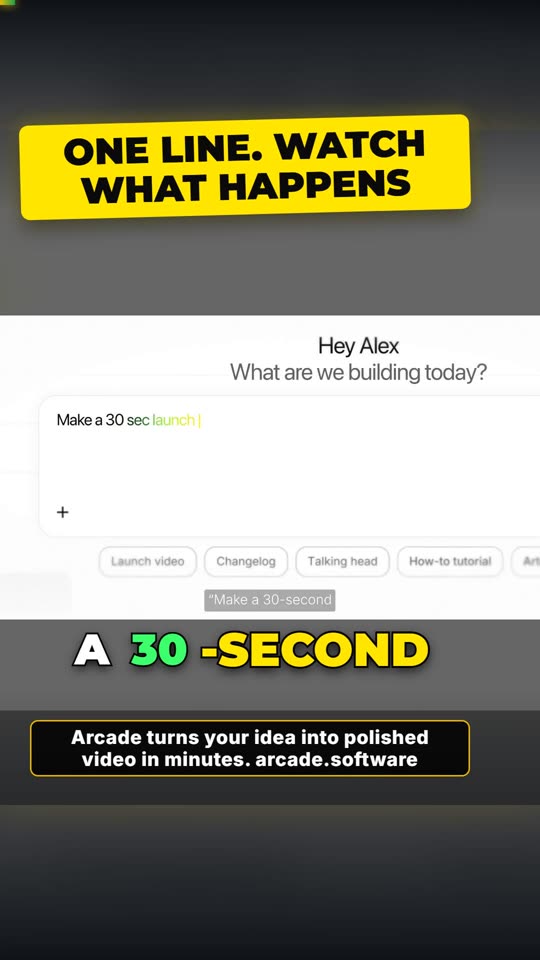 ONE LINE. WATCH
WHAT HAPPENS
Hey Alex
What are we building today?
Make a 30 sec launch
+
Launch video
Changelog
Talking head
How-to tutorial
Art
"Make a 30-second
A 30 -SECOND
Arcade turns your idea into polished
video in minutes. arcade.software